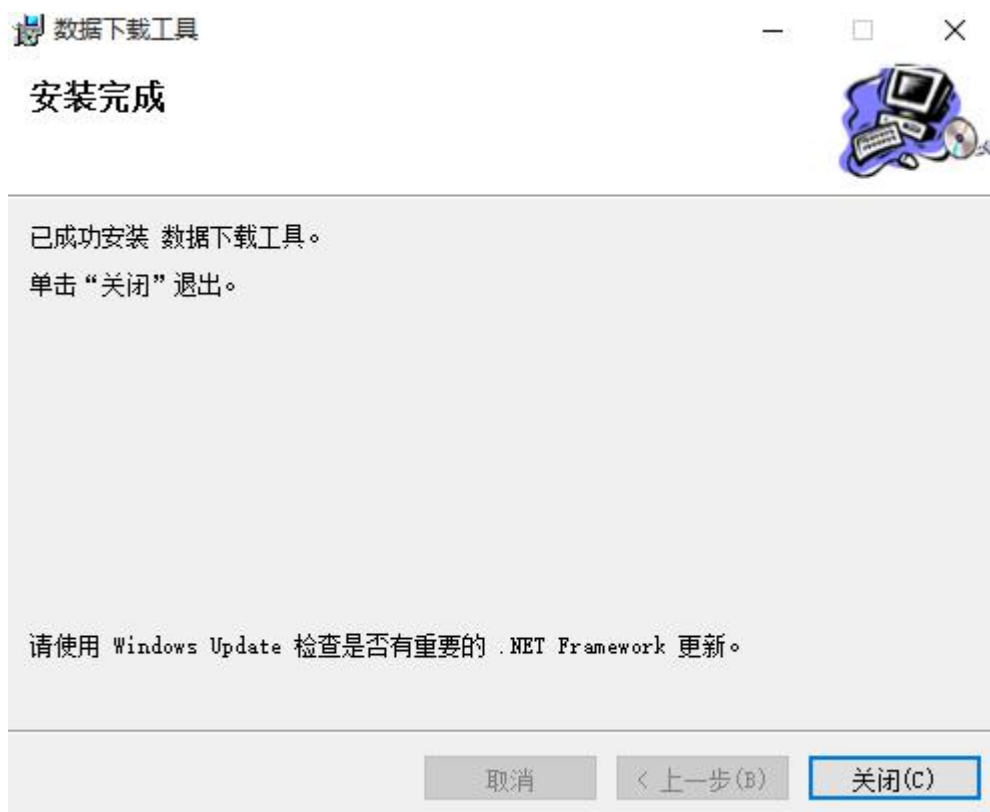 数据下载工具
安装完成
已成功安装 数据下载工具。
单击“关闭”退出。
请使用 Windows Update 检查是否有重要的 .NET Framework 更新。
取消
< 上一步(B)
关闭(C)